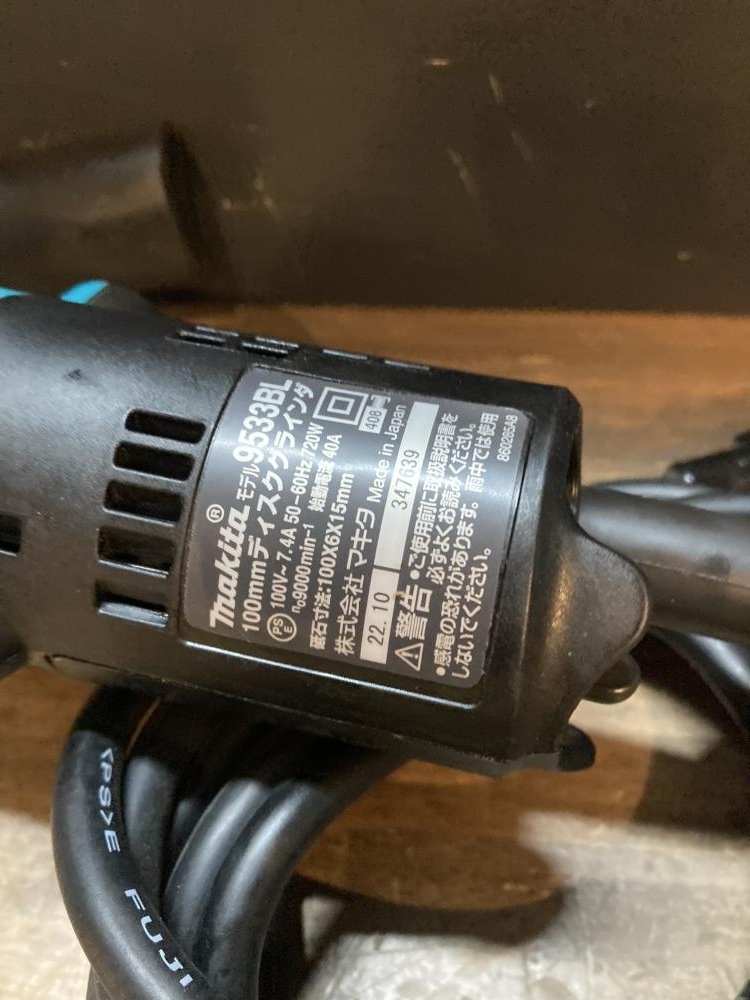 makita® モデル 9533BL
100mmディスクグラインダ
PS E 100V~ 7.4A 50–60Hz 720W
n₀9000min⁻¹ 始動電流 40A
砥石寸法:100X6X15mm 408
株式会社 マキタ Made in Japan
22.10 347639
警告 •ご使用前に取扱説明書を
必ずよくお読みください。
•感電の恐れがあります。雨中では使用
しないでください。 860285A8
<PS>E FUJI